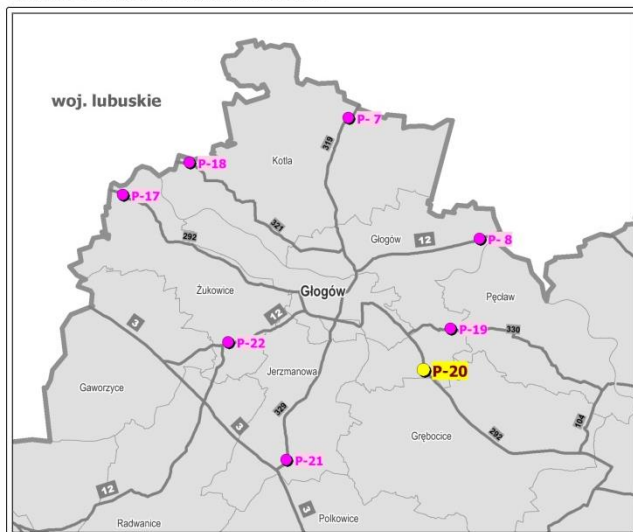 woj. lubuskie
P- 7
319
Kotla
P-18
P-17
321
292
Głogów
12
P- 8
Głogów
Żukowice
Pęcław
12
3
P-19
330
P-22
Jerzmanowa
P-20
Gaworzyce
329
104
3
Grębocice
292
P-21
12
3
Radwanice
Polkowice